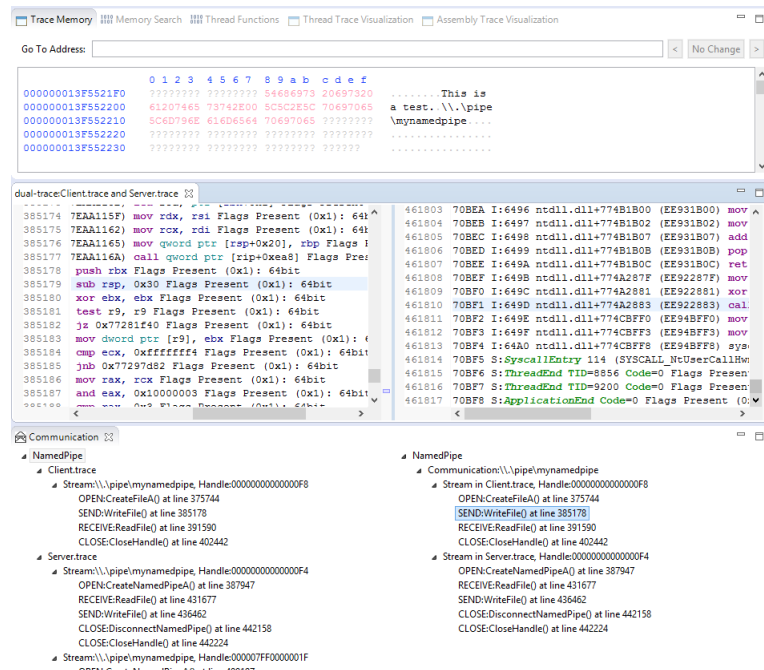 Trace Memory Memory Search Thread Functions Thread Trace Visualization Assembly Trace Visualization
Go To Address: < No Change >
0 1 2 3 4 5 6 7 8 9 a b c d e f
000000013F5521F0 ???????? ???????? 54686973 20697320 ........This is
000000013F552200 61207465 73742E00 5C5C2E5C 70697065 a test..\\.\pipe
000000013F552210 5C6D796E 616D6564 70697065 ???????? \mynamedpipe....
000000013F552220 ???????? ???????? ???????? ???????? ................
000000013F552230 ???????? ???????? ???????? ?????? ................
dual-trace:Client.trace and Server.trace
385174 7EAA115F) mov rdx, rsi Flags Present (0x1): 64b
385175 7EAA1162) mov rcx, rdi Flags Present (0x1): 64b
385176 7EAA1165) mov qword ptr [rsp+0x20], rbp Flags P
385177 7EAA116A) call qword ptr [rip+0xea8] Flags Pres
385178 push rbx Flags Present (0x1): 64bit
385179 sub rsp, 0x30 Flags Present (0x1): 64bit
385180 xor ebx, ebx Flags Present (0x1): 64bit
385181 test r9, r9 Flags Present (0x1): 64bit
385182 jz 0x77281f40 Flags Present (0x1): 64bit
385183 mov dword ptr [r9], ebx Flags Present (0x1): 6
385184 cmp ecx, 0xfffffff4 Flags Present (0x1): 64bit
385185 jnb 0x77297d82 Flags Present (0x1): 64bit
385186 mov rax, rcx Flags Present (0x1): 64bit
385187 and eax, 0x10000003 Flags Present (0x1): 64bit
461803 70BEA I:6496 ntdll.dll+774B1B00 (EE931B00) mov
461804 70BEB I:6497 ntdll.dll+774B1B02 (EE931B02) mov
461805 70BEC I:6498 ntdll.dll+774B1B07 (EE931B07) add
461806 70BED I:6499 ntdll.dll+774B1B0B (EE931B0B) pop
461807 70BEE I:649A ntdll.dll+774B1B0C (EE931B0C) ret
461808 70BEF I:649B ntdll.dll+774A287F (EE92287F) mov
461809 70BF0 I:649C ntdll.dll+774A2881 (EE922881) xor
461810 70BF1 I:649D ntdll.dll+774A2883 (EE922883) cal
461811 70BF2 I:649E ntdll.dll+774CBFF0 (EE94BFF0) mov
461812 70BF3 I:649F ntdll.dll+774CBFF3 (EE94BFF3) mov
461813 70BF4 I:64A0 ntdll.dll+774CBFF8 (EE94BFF8) sys
461814 70BF5 S:SyscallEntry 114 (SYSCALL_NtUserCallHwn
461815 70BF6 S:ThreadEnd TID=8856 Code=0 Flags Presen
461816 70BF7 S:ThreadEnd TID=9200 Code=0 Flags Presen
461817 70BF8 S:ApplicationEnd Code=0 Flags Present (0
Communication
NamedPipe
Client.trace
Stream:\\.\pipe\mynamedpipe, Handle:00000000000000F8
OPEN:CreateFileA() at line 375744
SEND:WriteFile() at line 385178
RECEIVE:ReadFile() at line 391590
CLOSE:CloseHandle() at line 402442
Server.trace
Stream:\\.\pipe\mynamedpipe, Handle:00000000000000F4
OPEN:CreateNamedPipeA() at line 387947
RECEIVE:ReadFile() at line 431677
SEND:WriteFile() at line 436462
CLOSE:DisconnectNamedPipe() at line 442158
CLOSE:CloseHandle() at line 442224
Stream:\\.\pipe\mynamedpipe, Handle:000007FF0000001F
NamedPipe
Communication:\\.\pipe\mynamedpipe
Stream in Client.trace, Handle:00000000000000F8
OPEN:CreateFileA() at line 375744
SEND:WriteFile() at line 385178
RECEIVE:ReadFile() at line 391590
CLOSE:CloseHandle() at line 402442
Stream in Server.trace, Handle:00000000000000F4
OPEN:CreateNamedPipeA() at line 387947
RECEIVE:ReadFile() at line 431677
SEND:WriteFile() at line 436462
CLOSE:DisconnectNamedPipe() at line 442158
CLOSE:CloseHandle() at line 442224